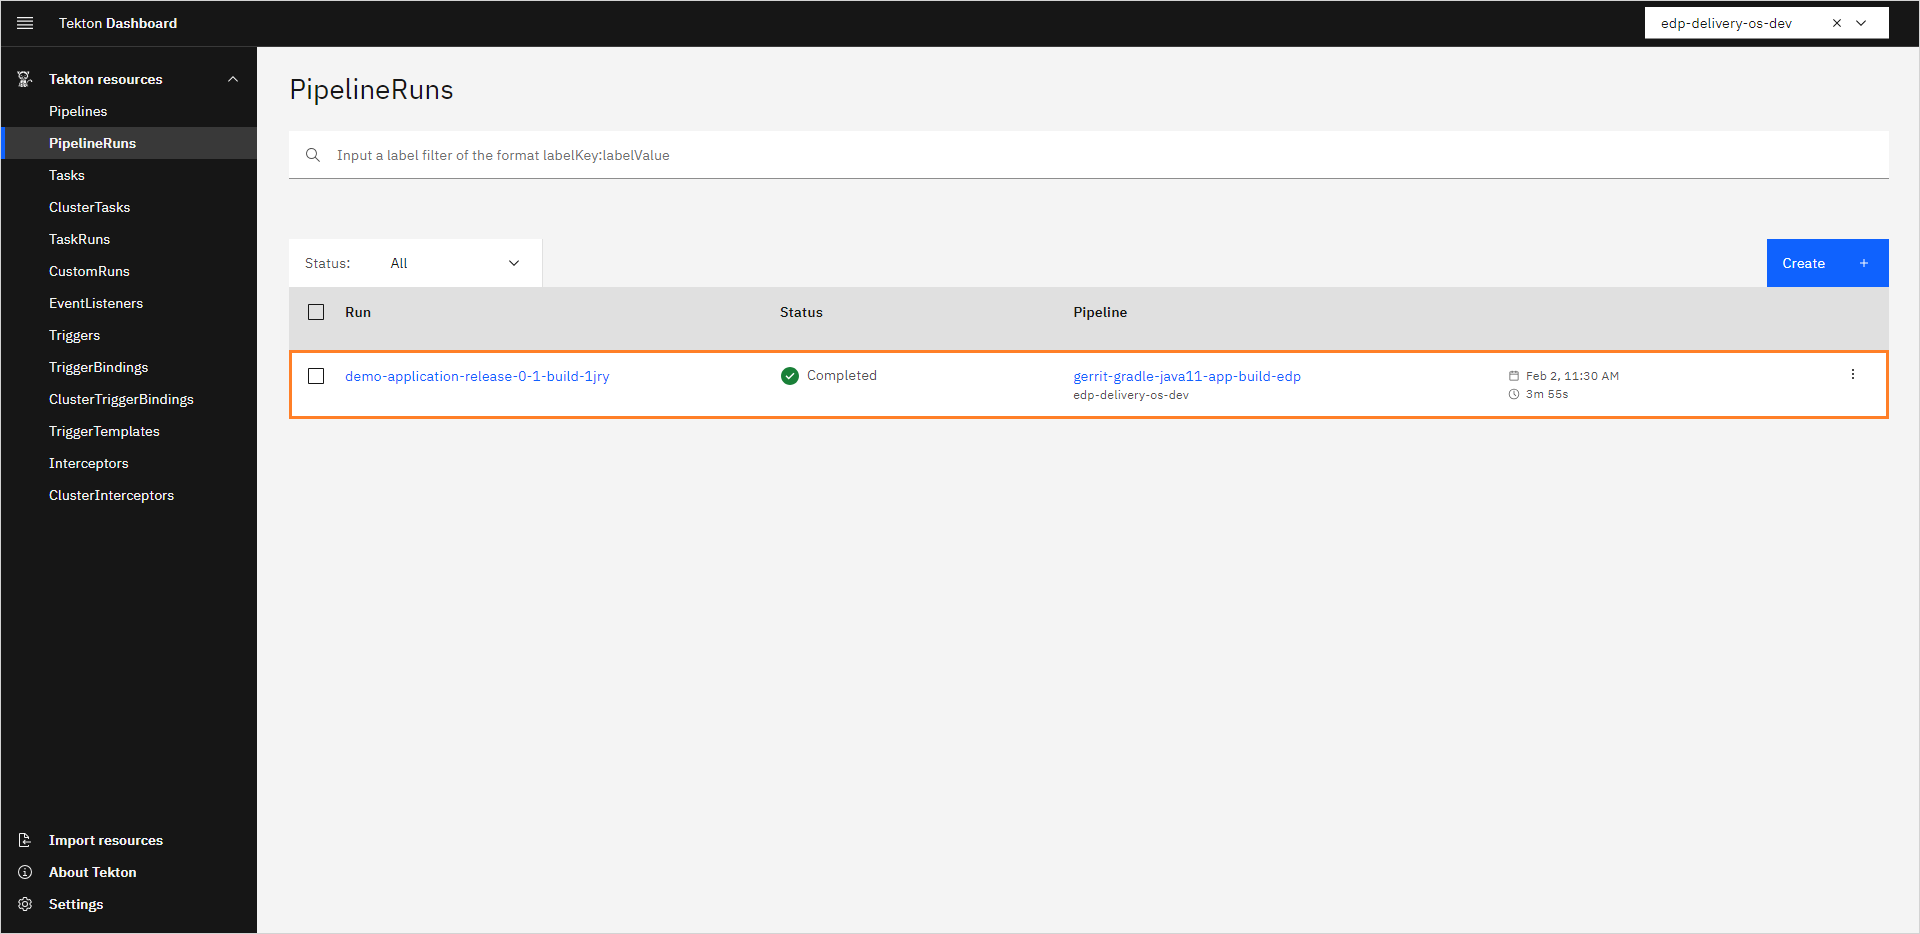 Tekton Dashboard
edp-delivery-os-dev
Tekton resources
Pipelines
PipelineRuns
Tasks
ClusterTasks
TaskRuns
CustomRuns
EventListeners
Triggers
TriggerBindings
ClusterTriggerBindings
TriggerTemplates
Interceptors
ClusterInterceptors
Import resources
About Tekton
Settings
PipelineRuns
Input a label filter of the format labelKey:labelValue
Status: All
Create +
Run Status Pipeline
demo-application-release-0-1-build-1jry Completed gerrit-gradle-java11-app-build-edp Feb 2, 11:30 AM
edp-delivery-os-dev 3m 55s